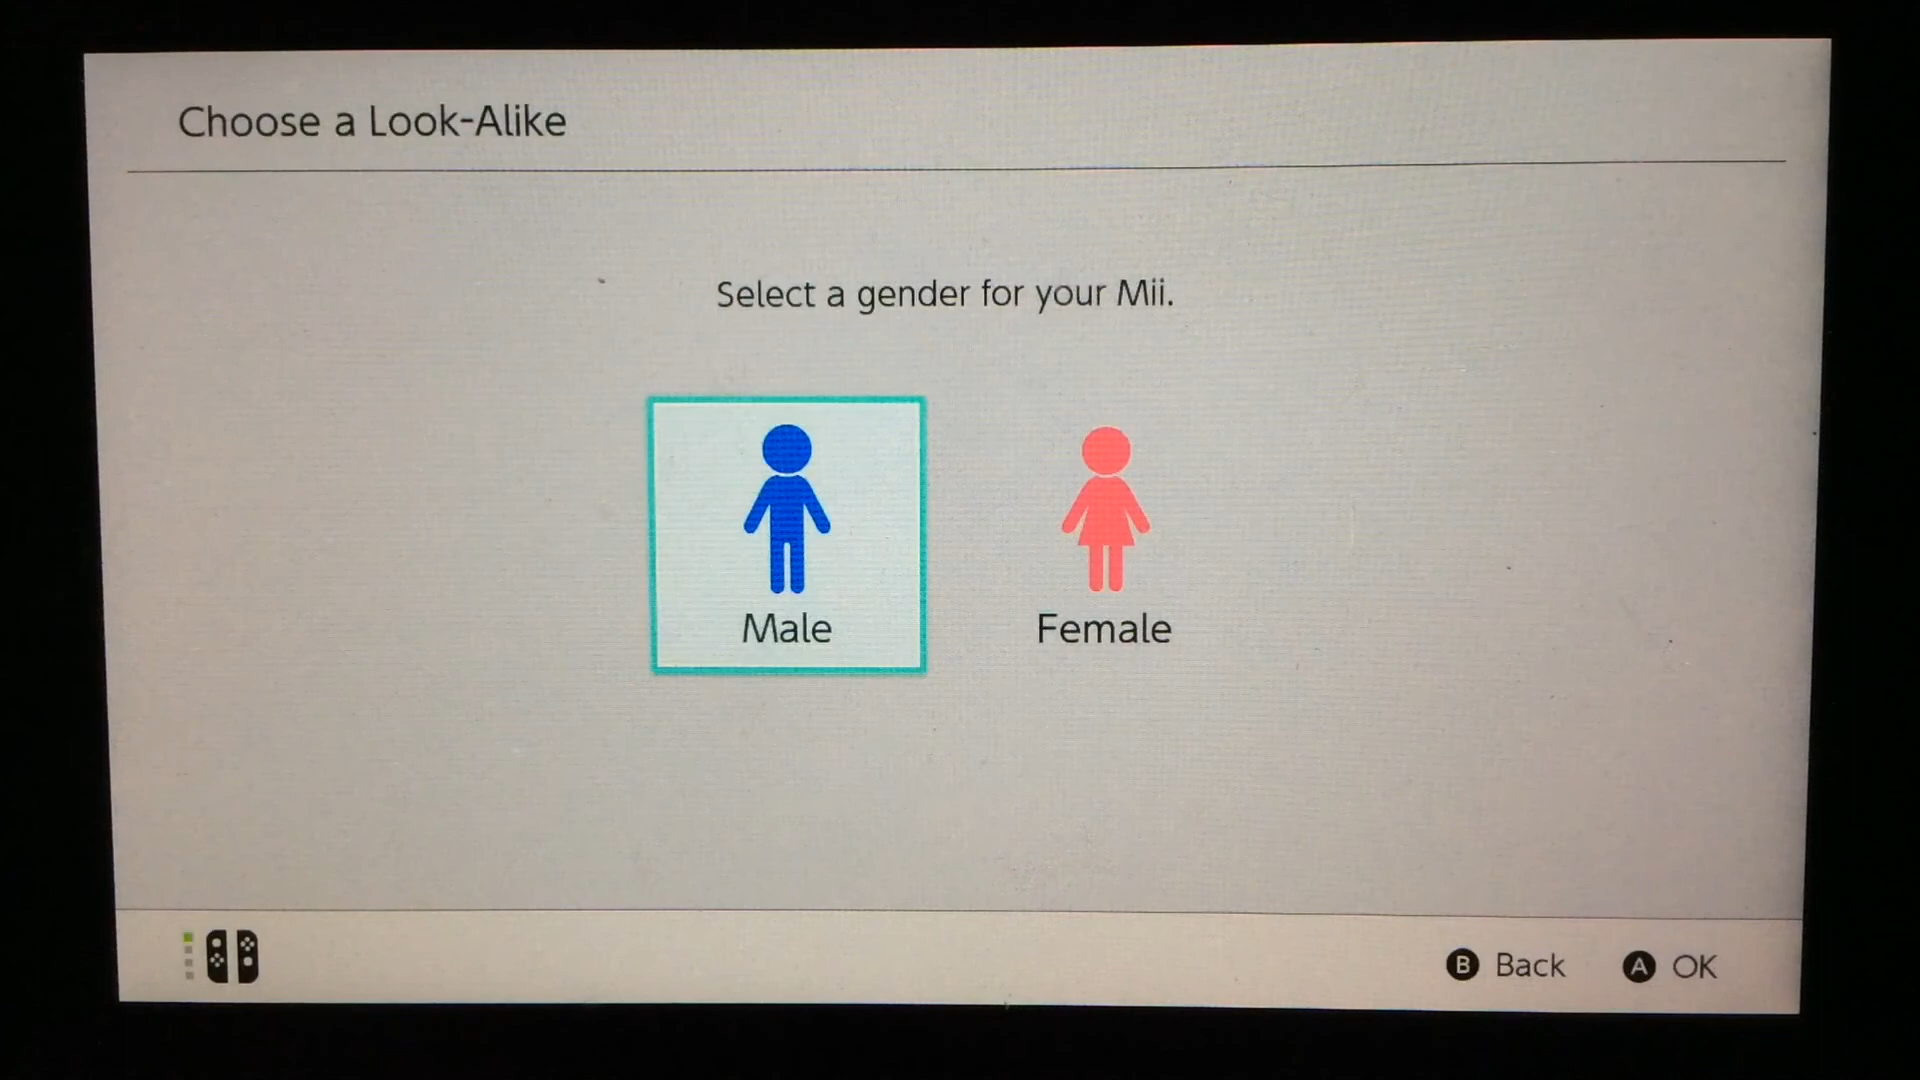 Choose a Look-Alike
Select a gender for your Mii.
Male
Female
B Back
A OK